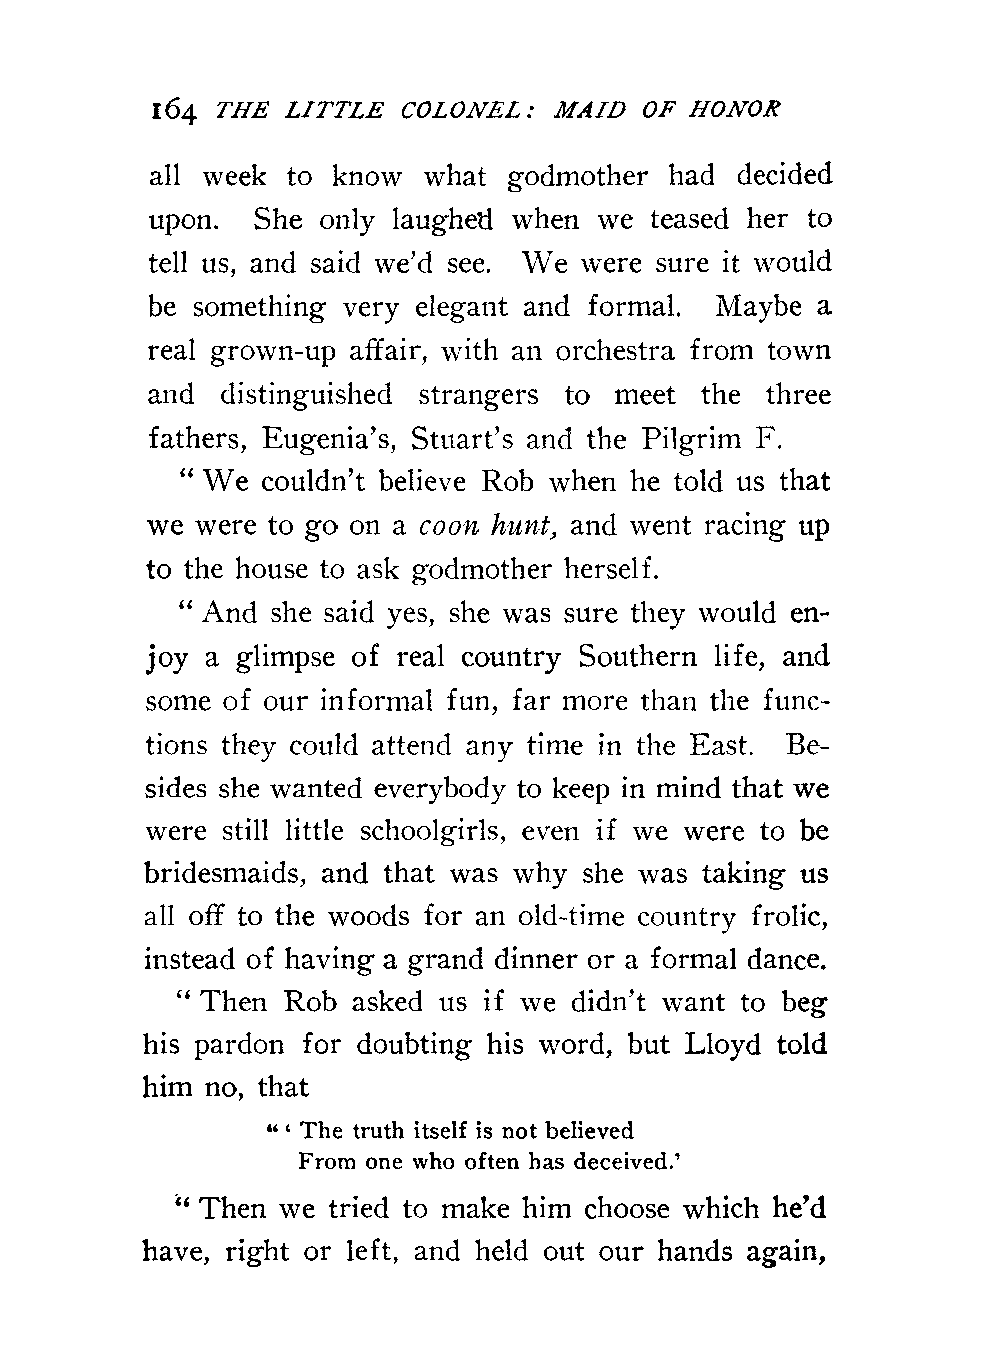 164 THE LITTLE COLONEL: MAID OF HONOR
all week to know what godmother had decided
upon. She only laughed when we teased her to
tell us, and said we'd see. We were sure it would
be something very elegant and formal. Maybe a
real grown-up affair, with an orchestra from town
and distinguished strangers to meet the three
fathers, Eugenia's, Stuart's and the Pilgrim F.
" We couldn't believe Rob when he told us that
we were to go on a coon hunt, and went racing up
to the house to ask godmother herself.
" And she said yes, she was sure they would en-
joy a glimpse of real country Southern life, and
some of our informal fun, far more than the func-
tions they could attend any time in the East. Be-
sides she wanted everybody to keep in mind that we
were still little schoolgirls, even if we were to be
bridesmaids, and that was why she was taking us
all off to the woods for an old-time country frolic,
instead of having a grand dinner or a formal dance.
" Then Rob asked us if we didn't want to beg
his pardon for doubting his word, but Lloyd told
him no, that
" ' The truth itself is not believed
From one who often has deceived.'
" Then we tried to make him choose which he'd
have, right or left, and held out our hands again,